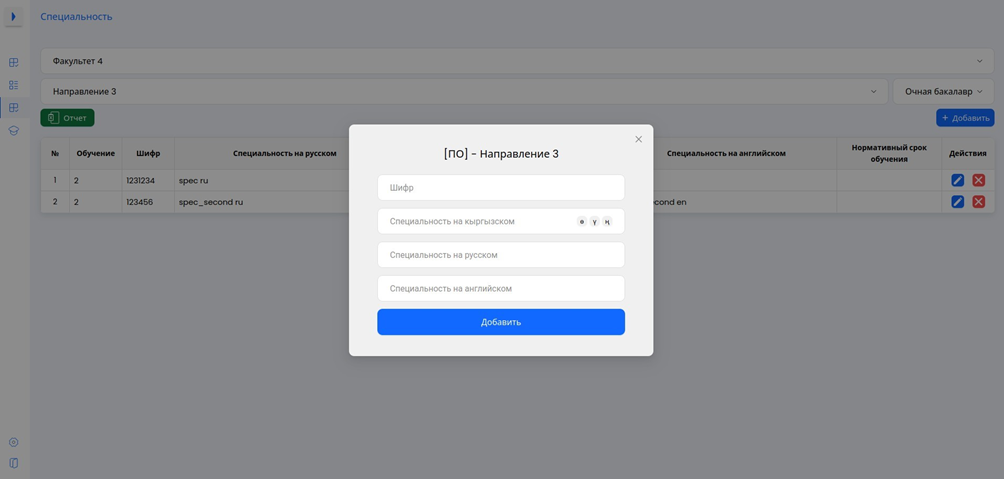 Специальность
Факультет 4
Направление 3
Очная бакалавр
Отчет
+ Добавить
№ Обучение Шифр Специальность на русском Специальность на английском Нормативный срок обучения Действия
1 2 1231234 spec ru
2 2 123456 spec_second ru econd en
[ПО] - Направление 3
Шифр
Специальность на кыргызском ө ү ң
Специальность на русском
Специальность на английском
Добавить